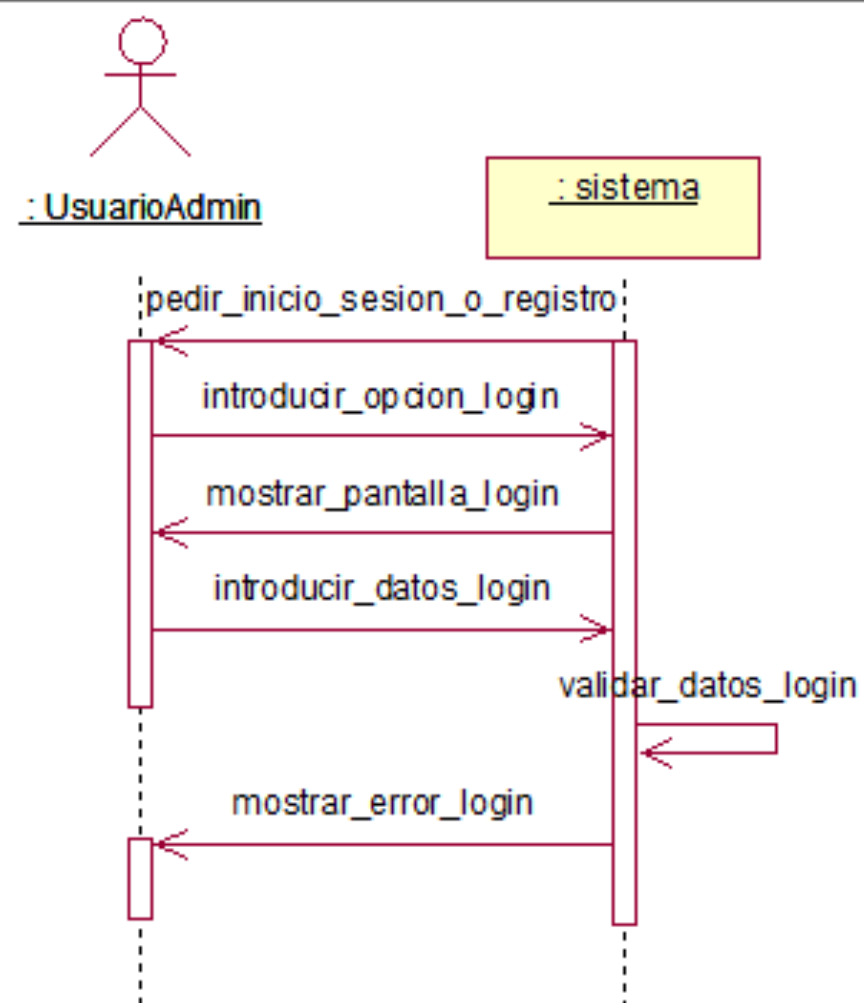 : UsuarioAdmin
: sistema
pedir_inicio_sesion_o_registro
introducir_opcion_login
mostrar_pantalla_login
introducir_datos_login
validar_datos_login
mostrar_error_login